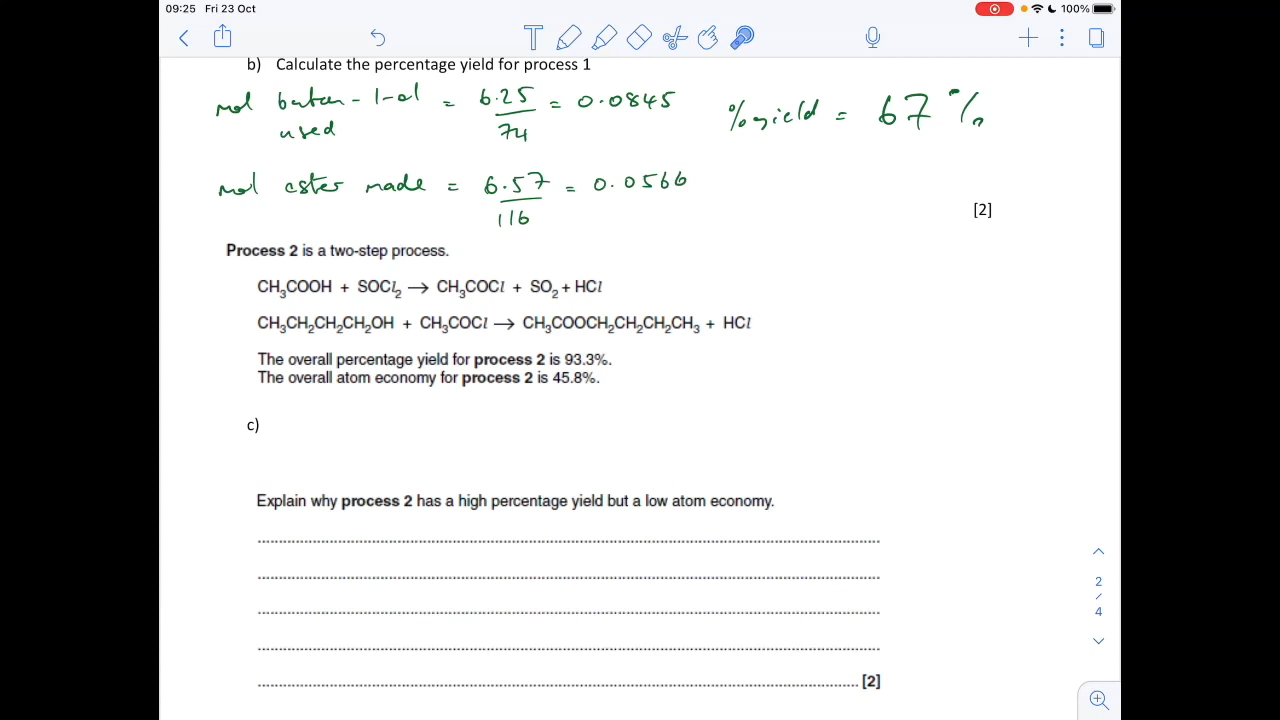 09:25 Fri 23 Oct 100%
b) Calculate the percentage yield for process 1
mol butan-1-ol used = 6.25/74 = 0.0845
% yield = 67 %
mol ester made = 6.57/116 = 0.0566
[2]
Process 2 is a two-step process.
CH₃COOH + SOCl₂ → CH₃COCl + SO₂ + HCl
CH₃CH₂CH₂CH₂OH + CH₃COCl → CH₃COOCH₂CH₂CH₂CH₃ + HCl
The overall percentage yield for process 2 is 93.3%.
The overall atom economy for process 2 is 45.8%.
c)
Explain why process 2 has a high percentage yield but a low atom economy.
[2]
2
/
4